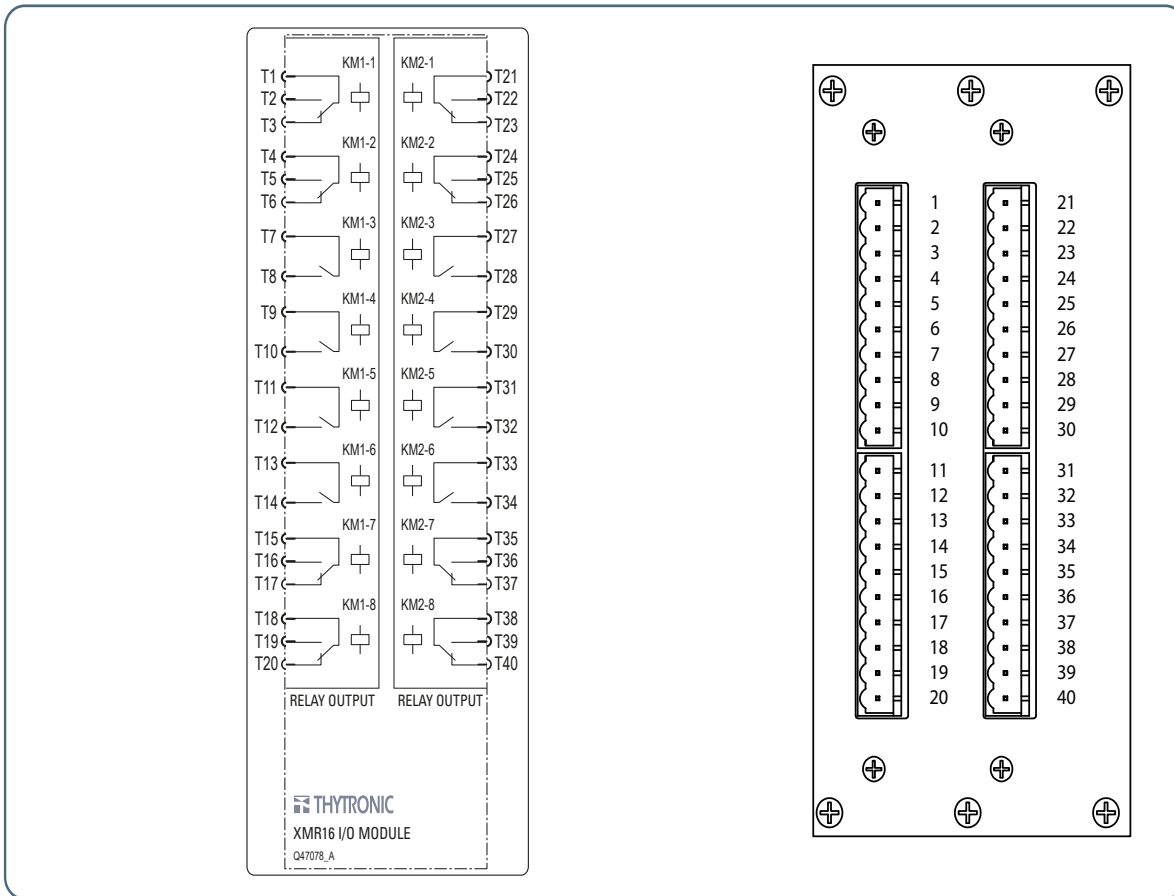 KM1-1 KM2-1
T1 T21
T2 T22
T3 T23
KM1-2 KM2-2
T4 T24
T5 T25
T6 T26
KM1-3 KM2-3
T7 T27
T8 T28
KM1-4 KM2-4
T9 T29
T10 T30
KM1-5 KM2-5
T11 T31
T12 T32
KM1-6 KM2-6
T13 T33
T14 T34
KM1-7 KM2-7
T15 T35
T16 T36
T17 T37
KM1-8 KM2-8
T18 T38
T19 T39
T20 T40
RELAY OUTPUT RELAY OUTPUT
THYTRONIC
XMR16 I/O MODULE
Q47078_A
1 21
2 22
3 23
4 24
5 25
6 26
7 27
8 28
9 29
10 30
11 31
12 32
13 33
14 34
15 35
16 36
17 37
18 38
19 39
20 40